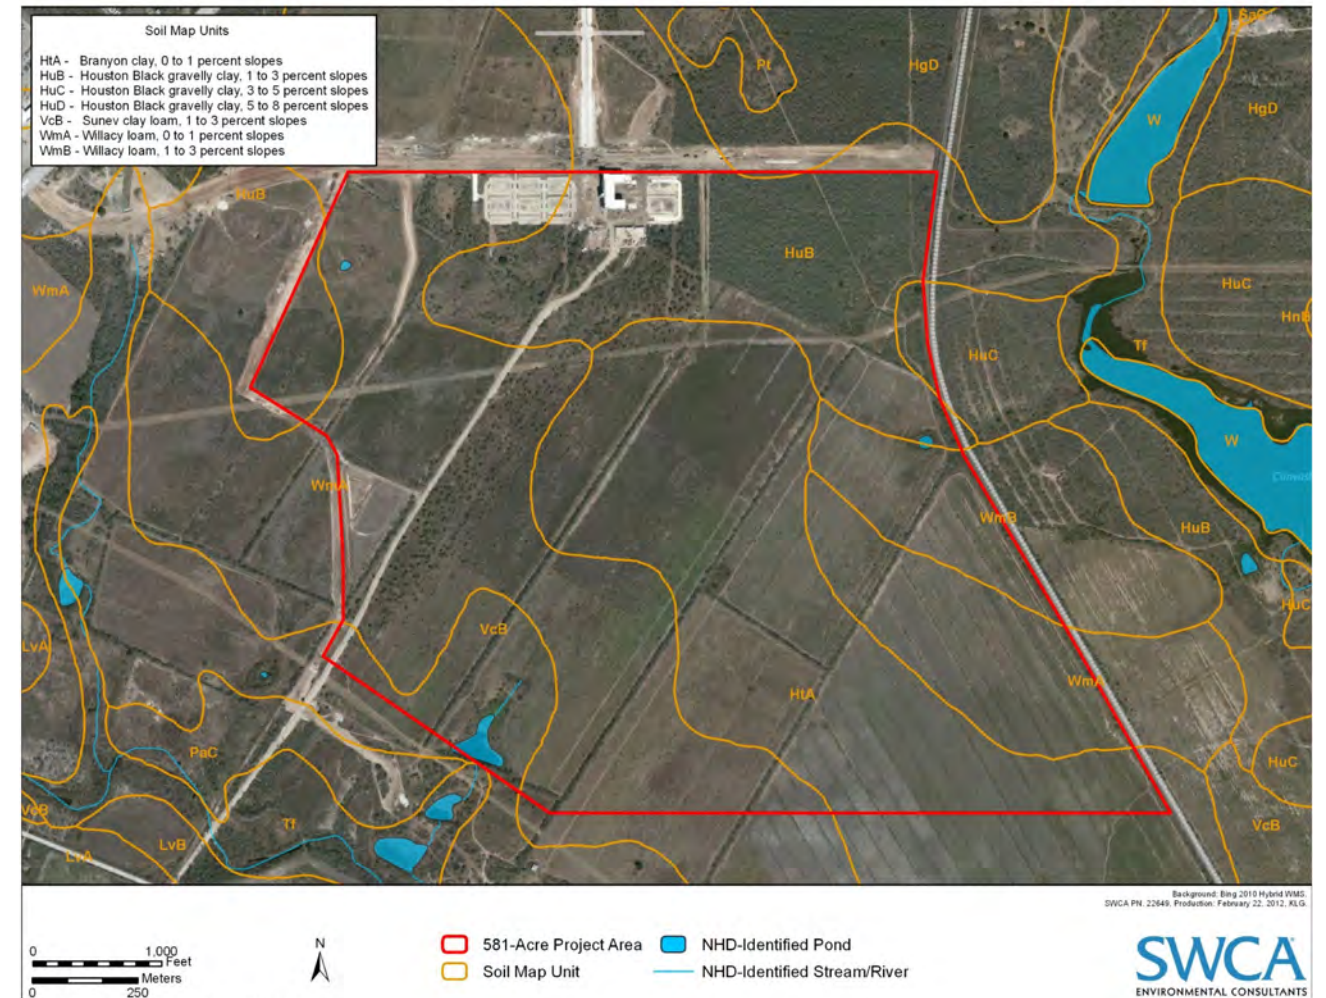 Soil Map Units
HtA - Branyon clay, 0 to 1 percent slopes
HuB - Houston Black gravelly clay, 1 to 3 percent slopes
HuC - Houston Black gravelly clay, 3 to 5 percent slopes
HuD - Houston Black gravelly clay, 5 to 8 percent slopes
VcB - Sunev clay loam, 1 to 3 percent slopes
WmA - Willacy loam, 0 to 1 percent slopes
WmB - Willacy loam, 1 to 3 percent slopes
SaC
Pt
HgD
HgD
W
HuB
HuB
HuC
WmA
HnB
Tf
HuC
W
WmA
WmB
HuB
HuC
VcB
LvA
WmA
HtA
PaC
HuC
VcB
Tf
VcB
LvB
LvA
Background: Bing 2010 Hybrid WMS.
SWCA PN. 22649, Production: February 22, 2012, KLG.
0 1,000
Feet
Meters
0 250
N
581-Acre Project Area
NHD-Identified Pond
Soil Map Unit
NHD-Identified Stream/River
SWCA
ENVIRONMENTAL CONSULTANTS